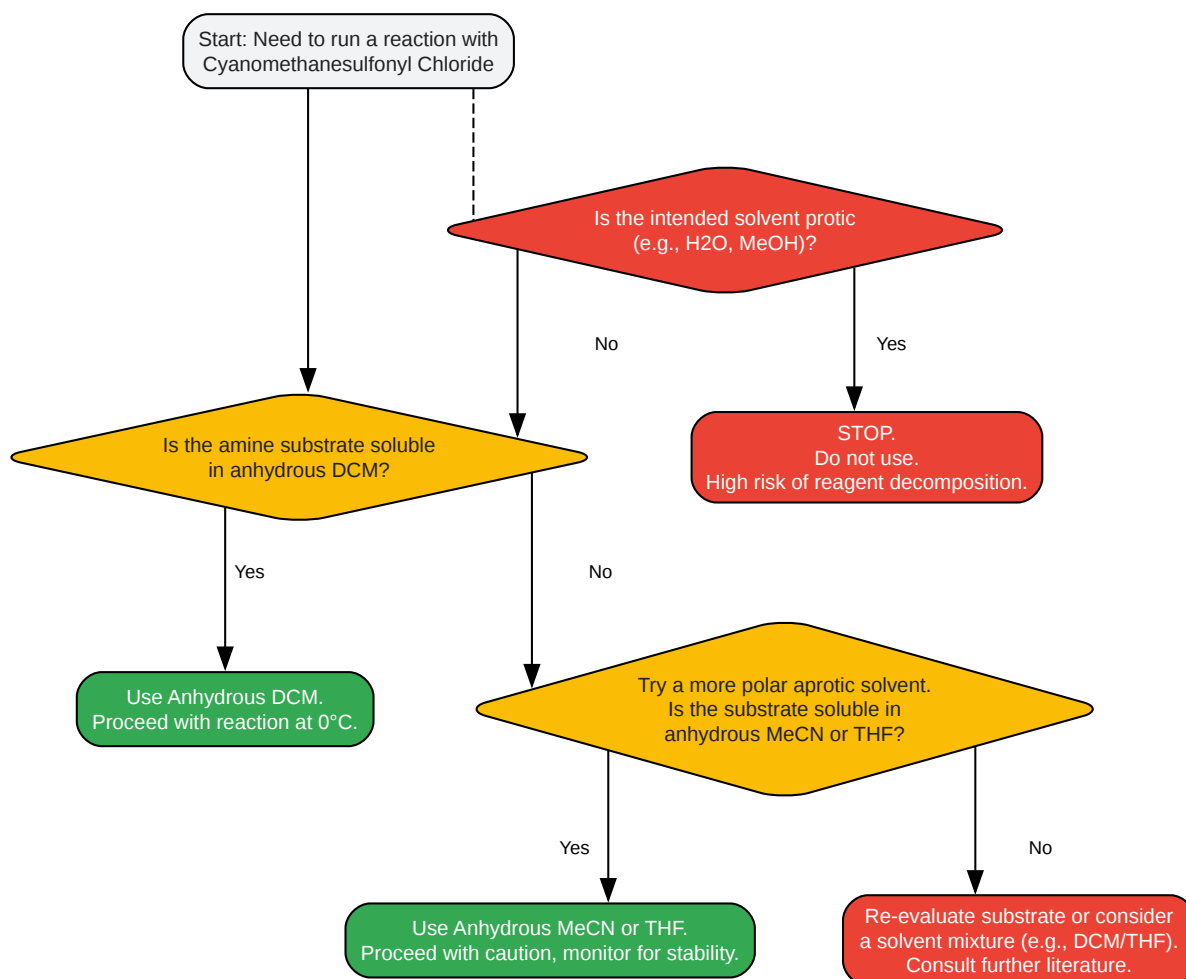 Start: Need to run a reaction with
Cyanomethanesulfonyl Chloride
Is the intended solvent protic
(e.g., H2O, MeOH)?
No
Yes
Is the amine substrate soluble
in anhydrous DCM?
STOP.
Do not use.
High risk of reagent decomposition.
Yes
No
Use Anhydrous DCM.
Proceed with reaction at 0°C.
Try a more polar aprotic solvent.
Is the substrate soluble in
anhydrous MeCN or THF?
Yes
No
Use Anhydrous MeCN or THF.
Proceed with caution, monitor for stability.
Re-evaluate substrate or consider
a solvent mixture (e.g., DCM/THF).
Consult further literature.